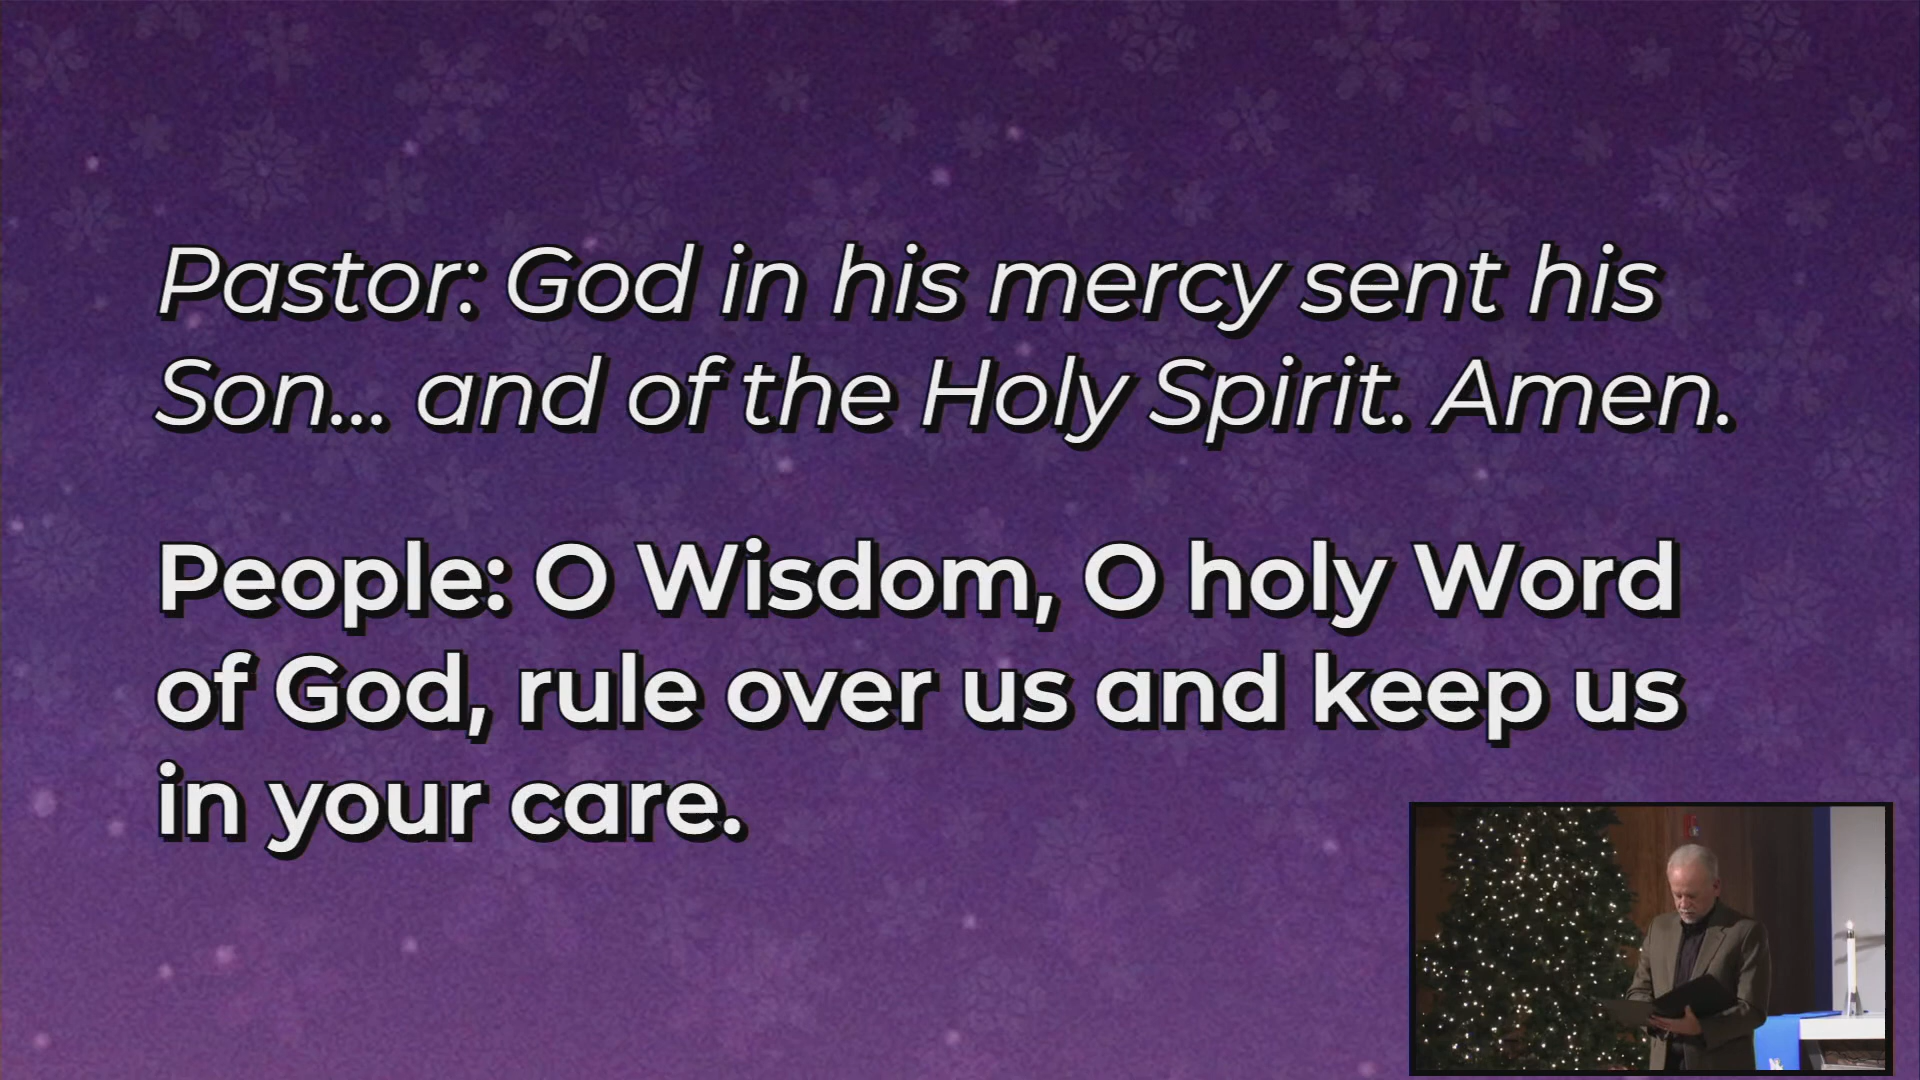 Pastor: God in his mercy sent his
Son... and of the Holy Spirit. Amen.
People: O Wisdom, O holy Word
of God, rule over us and keep us
in your care.